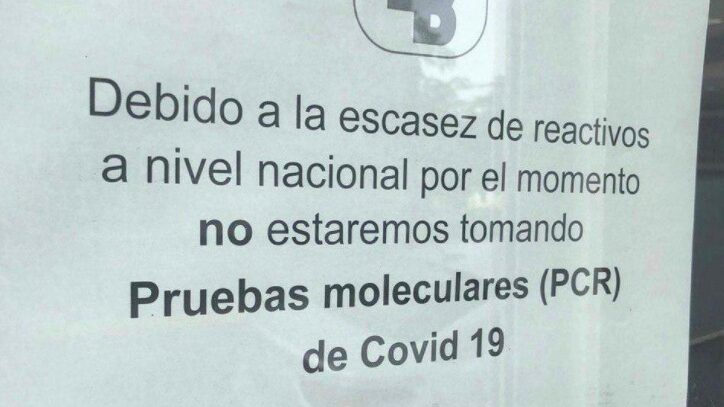 Debido a la escasez de reactivos
a nivel nacional por el momento
no estaremos tomando
Pruebas moleculares (PCR)
de Covid 19